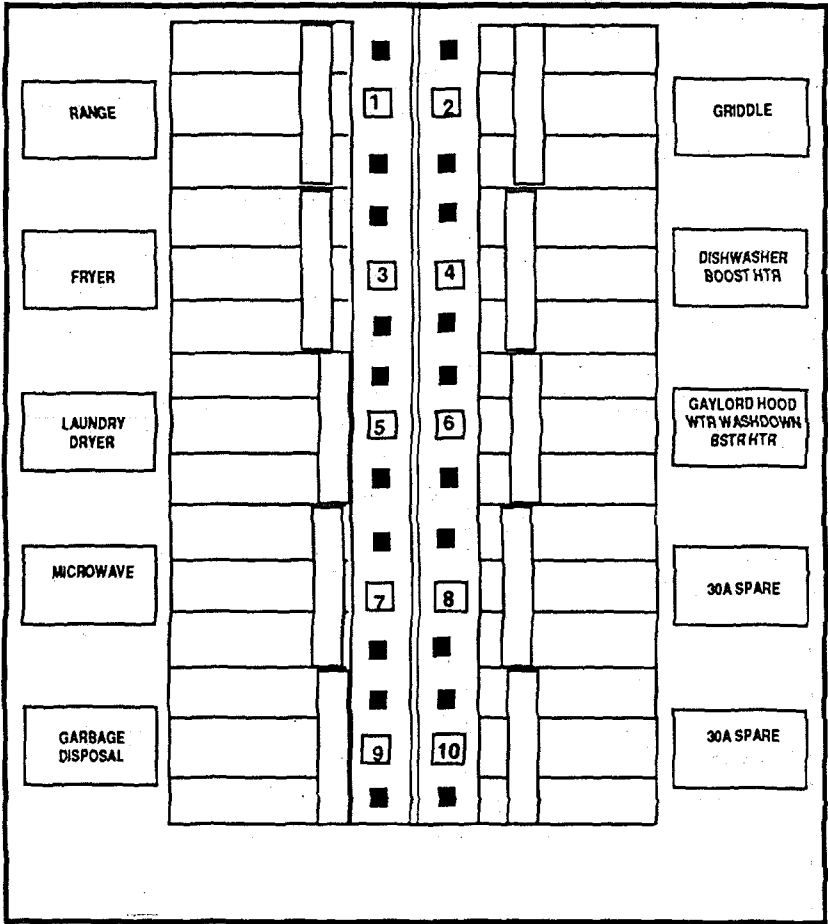 RANGE
1
2
GRIDDLE
FRYER
3
4
DISHWASHER
BOOST HTR
LAUNDRY
DRYER
5
6
GAYLORD HOOD
WTR WASHDOWN
BSTR HTR
MICROWAVE
7
8
30A SPARE
GARBAGE
DISPOSAL
9
10
30A SPARE